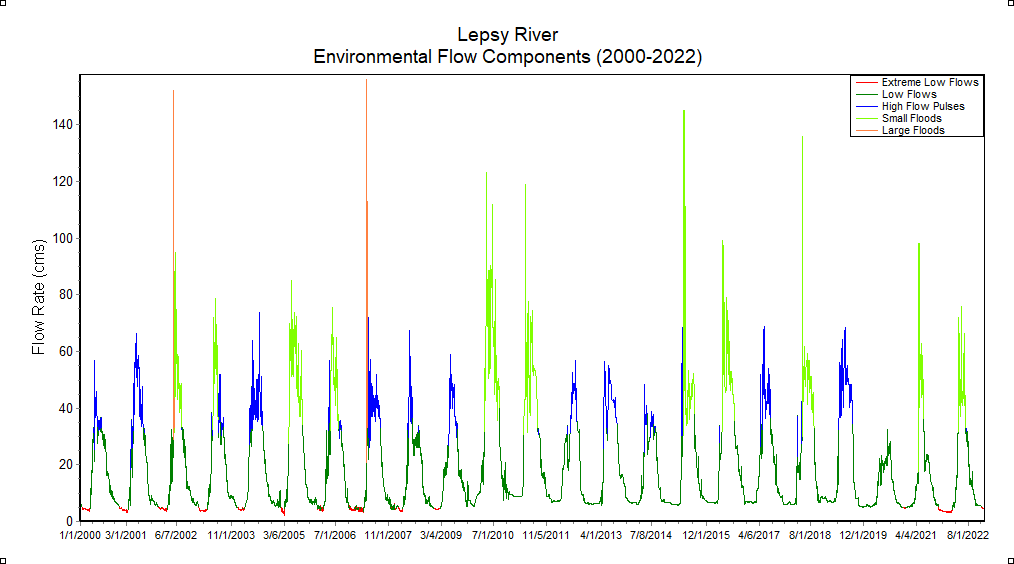 Lepsy River
Environmental Flow Components (2000-2022)
Extreme Low Flows
Low Flows
High Flow Pulses
Small Floods
Large Floods
Flow Rate (cms)
140
120
100
80
60
40
20
0
1/1/2000 3/1/2001 6/7/2002 11/1/2003 3/6/2005 7/1/2006 11/1/2007 3/4/2009 7/1/2010 11/5/2011 4/1/2013 7/8/2014 12/1/2015 4/6/2017 8/1/2018 12/1/2019 4/4/2021 8/1/2022